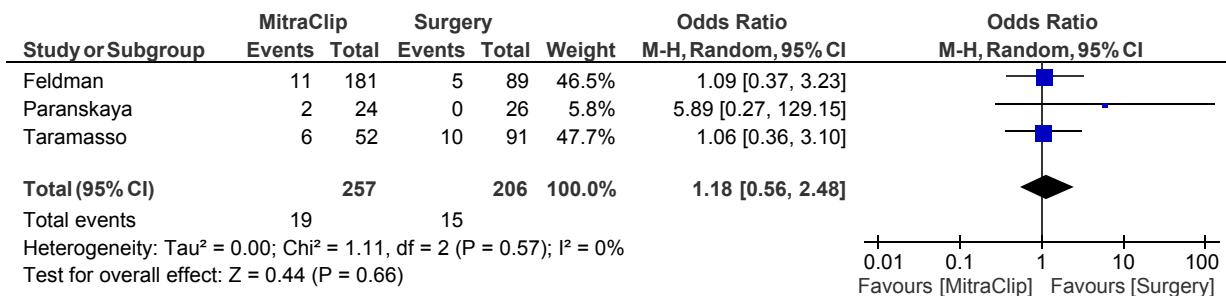 MitraClip Surgery Odds Ratio Odds Ratio
Study or Subgroup Events Total Events Total Weight M-H, Random, 95% CI M-H, Random, 95% CI
Feldman 11 181 5 89 46.5% 1.09 [0.37, 3.23]
Paranskaya 2 24 0 26 5.8% 5.89 [0.27, 129.15]
Taramasso 6 52 10 91 47.7% 1.06 [0.36, 3.10]
Total (95% CI) 257 206 100.0% 1.18 [0.56, 2.48]
Total events 19 15
Heterogeneity: Tau² = 0.00; Chi² = 1.11, df = 2 (P = 0.57); I² = 0%
Test for overall effect: Z = 0.44 (P = 0.66)
0.01 0.1 1 10 100
Favours [MitraClip] Favours [Surgery]